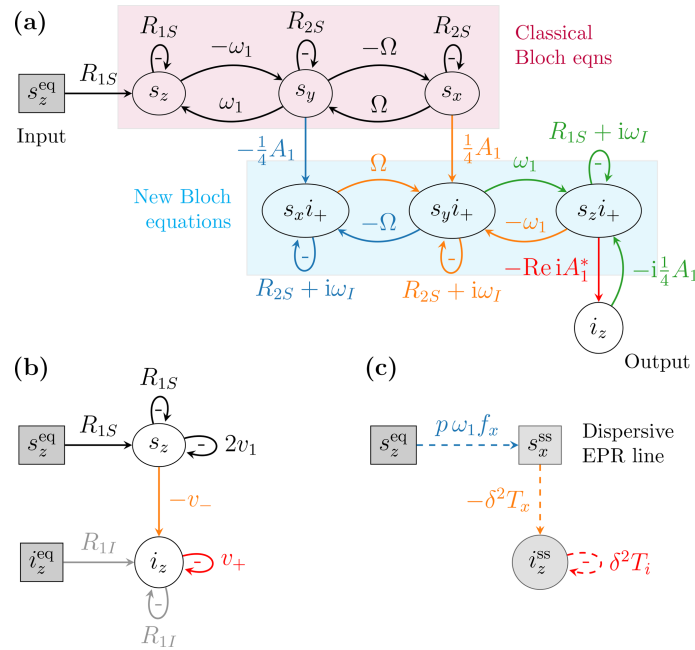 (a)
R_{1S} R_{2S} R_{2S}
Classical
Bloch eqns
-ω_1 -Ω
- - -
R_{1S}
s_z^{eq} s_z s_y s_x
ω_1 Ω
Input
-\frac{1}{4}A_1 \frac{1}{4}A_1
R_{1S} + iω_I
-
Ω ω_1
New Bloch
equations
s_x i_+ s_y i_+ s_z i_+
-Ω -ω_1
- -
R_{2S} + iω_I R_{2S} + iω_I
-Re iA_1^* -i\frac{1}{4}A_1
i_z
Output
(b)
R_{1S}
-
R_{1S}
s_z^{eq} s_z - 2v_1
-v_-
i_z^{eq} R_{1I} i_z - v_+
-
R_{1I}
(c)
s_z^{eq} p ω_1 f_x s_x^{ss}
Dispersive
EPR line
-δ^2 T_x
i_z^{ss} - δ^2 T_i